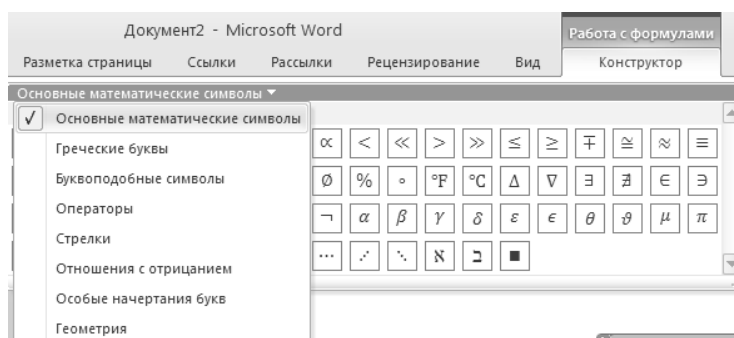 Документ2 - Microsoft Word
Работа с формулами
Разметка страницы Ссылки Рассылки Рецензирование Вид Конструктор
Основные математические символы
✓ Основные математические символы
∝ < ≪ > ≫ ≤ ≥ ∓ ≅ ≈ ≡
Греческие буквы
Буквоподобные символы
Ø % ∘ °F °C ∆ ∇ ∃ ∄ ∈ ∋
Операторы
¬ α β γ δ ε ϵ θ ϑ μ π
Стрелки
Отношения с отрицанием
⋯ ⋰ ⋱ ℵ ℶ ∎
Особые начертания букв
Геометрия